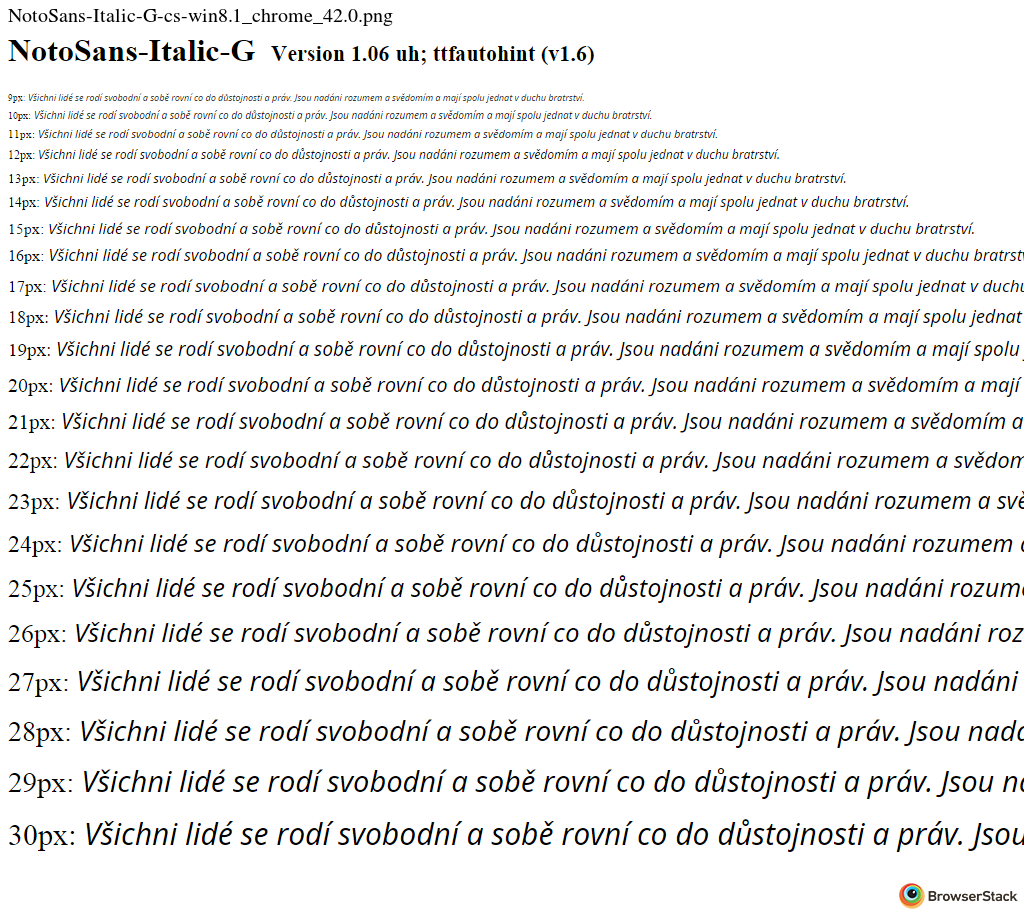 NotoSans-Italic-G-cs-win8.1_chrome_42.0.png
NotoSans-Italic-G Version 1.06 uh; ttfautohint (v1.6)
9px: Všichni lidé se rodí svobodní a sobě rovní co do důstojnosti a práv. Jsou nadáni rozumem a svědomím a mají spolu jednat v duchu bratrství.
10px: Všichni lidé se rodí svobodní a sobě rovní co do důstojnosti a práv. Jsou nadáni rozumem a svědomím a mají spolu jednat v duchu bratrství.
11px: Všichni lidé se rodí svobodní a sobě rovní co do důstojnosti a práv. Jsou nadáni rozumem a svědomím a mají spolu jednat v duchu bratrství.
12px: Všichni lidé se rodí svobodní a sobě rovní co do důstojnosti a práv. Jsou nadáni rozumem a svědomím a mají spolu jednat v duchu bratrství.
13px: Všichni lidé se rodí svobodní a sobě rovní co do důstojnosti a práv. Jsou nadáni rozumem a svědomím a mají spolu jednat v duchu bratrství.
14px: Všichni lidé se rodí svobodní a sobě rovní co do důstojnosti a práv. Jsou nadáni rozumem a svědomím a mají spolu jednat v duchu bratrství.
15px: Všichni lidé se rodí svobodní a sobě rovní co do důstojnosti a práv. Jsou nadáni rozumem a svědomím a mají spolu jednat v duchu bratrství.
16px: Všichni lidé se rodí svobodní a sobě rovní co do důstojnosti a práv. Jsou nadáni rozumem a svědomím a mají spolu jednat v duchu bratrst
17px: Všichni lidé se rodí svobodní a sobě rovní co do důstojnosti a práv. Jsou nadáni rozumem a svědomím a mají spolu jednat v duchu
18px: Všichni lidé se rodí svobodní a sobě rovní co do důstojnosti a práv. Jsou nadáni rozumem a svědomím a mají spolu jednat
19px: Všichni lidé se rodí svobodní a sobě rovní co do důstojnosti a práv. Jsou nadáni rozumem a svědomím a mají spolu
20px: Všichni lidé se rodí svobodní a sobě rovní co do důstojnosti a práv. Jsou nadáni rozumem a svědomím a mají
21px: Všichni lidé se rodí svobodní a sobě rovní co do důstojnosti a práv. Jsou nadáni rozumem a svědomím a
22px: Všichni lidé se rodí svobodní a sobě rovní co do důstojnosti a práv. Jsou nadáni rozumem a svědom
23px: Všichni lidé se rodí svobodní a sobě rovní co do důstojnosti a práv. Jsou nadáni rozumem a svě
24px: Všichni lidé se rodí svobodní a sobě rovní co do důstojnosti a práv. Jsou nadáni rozumem a
25px: Všichni lidé se rodí svobodní a sobě rovní co do důstojnosti a práv. Jsou nadáni rozume
26px: Všichni lidé se rodí svobodní a sobě rovní co do důstojnosti a práv. Jsou nadáni roz
27px: Všichni lidé se rodí svobodní a sobě rovní co do důstojnosti a práv. Jsou nadáni
28px: Všichni lidé se rodí svobodní a sobě rovní co do důstojnosti a práv. Jsou nadá
29px: Všichni lidé se rodí svobodní a sobě rovní co do důstojnosti a práv. Jsou na
30px: Všichni lidé se rodí svobodní a sobě rovní co do důstojnosti a práv. Jsou
BrowserStack